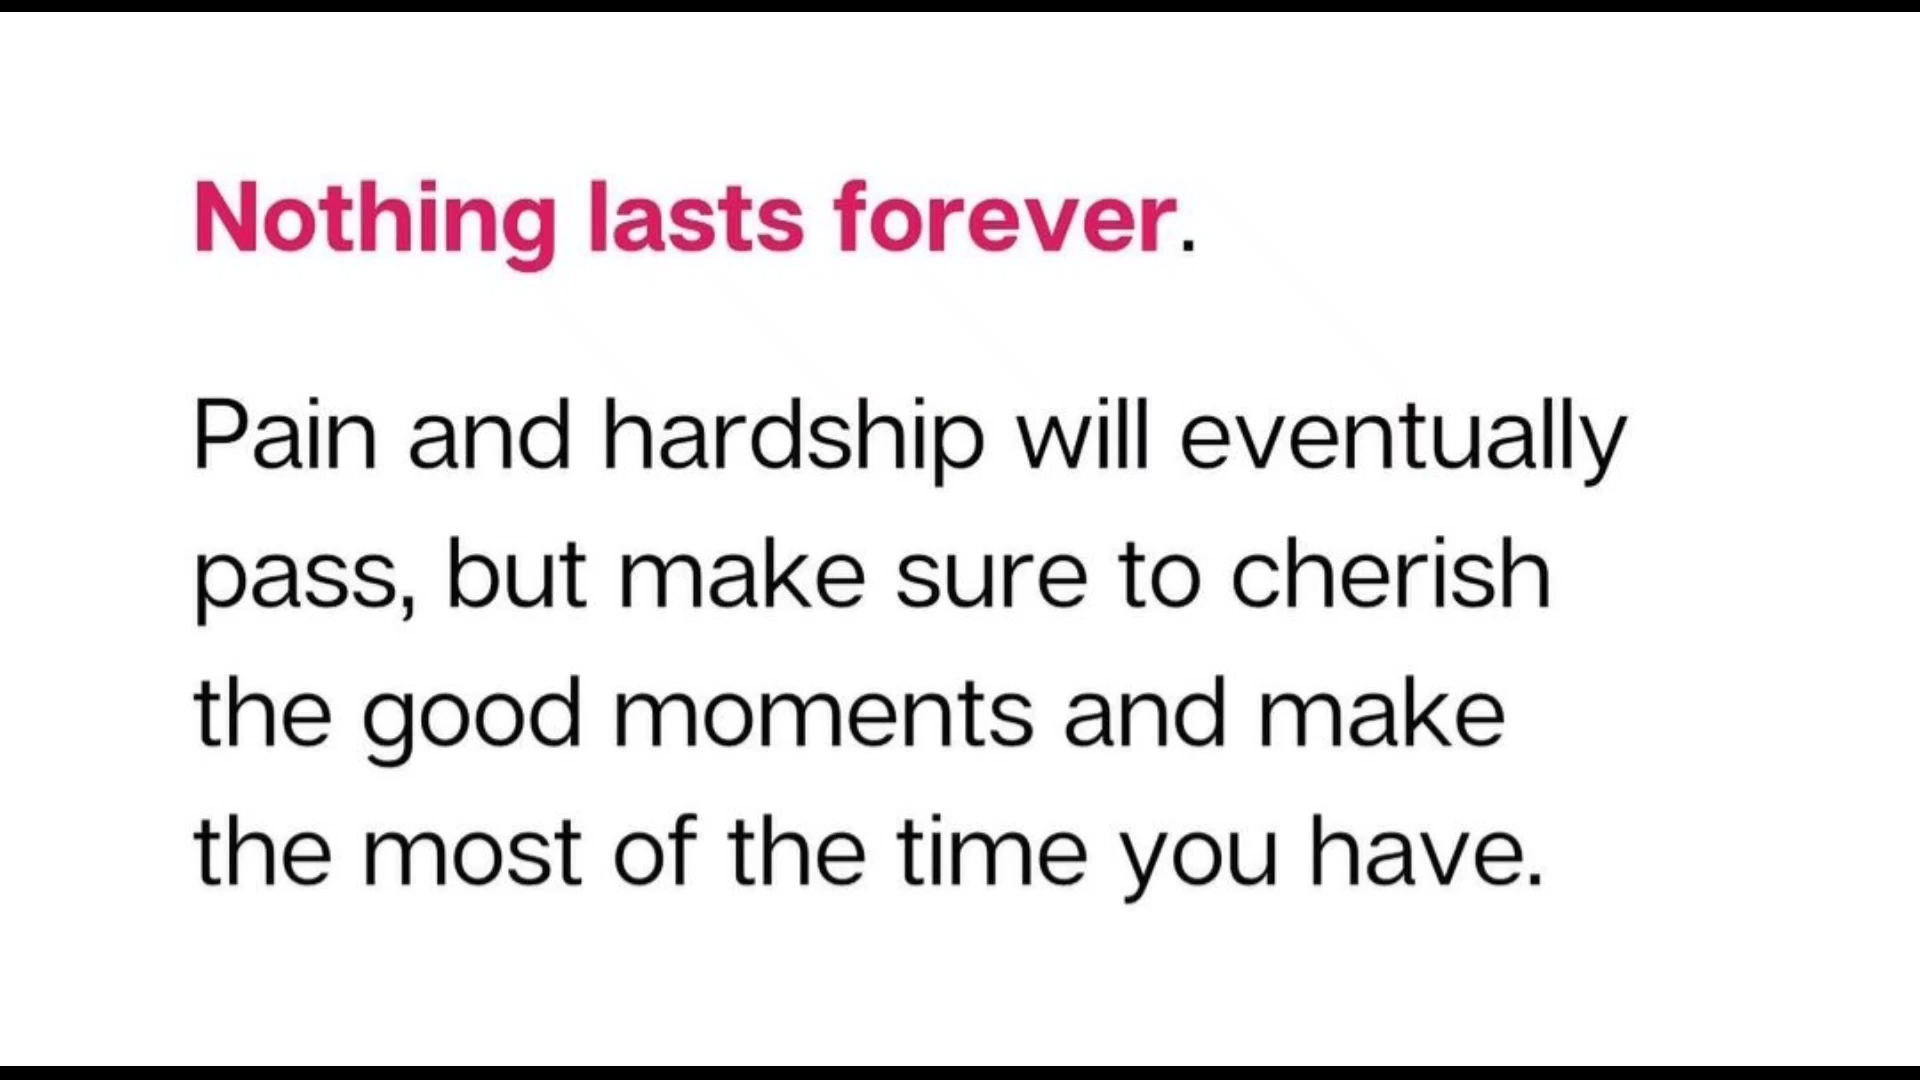 Nothing lasts forever.
Pain and hardship will eventually
pass, but make sure to cherish
the good moments and make
the most of the time you have.